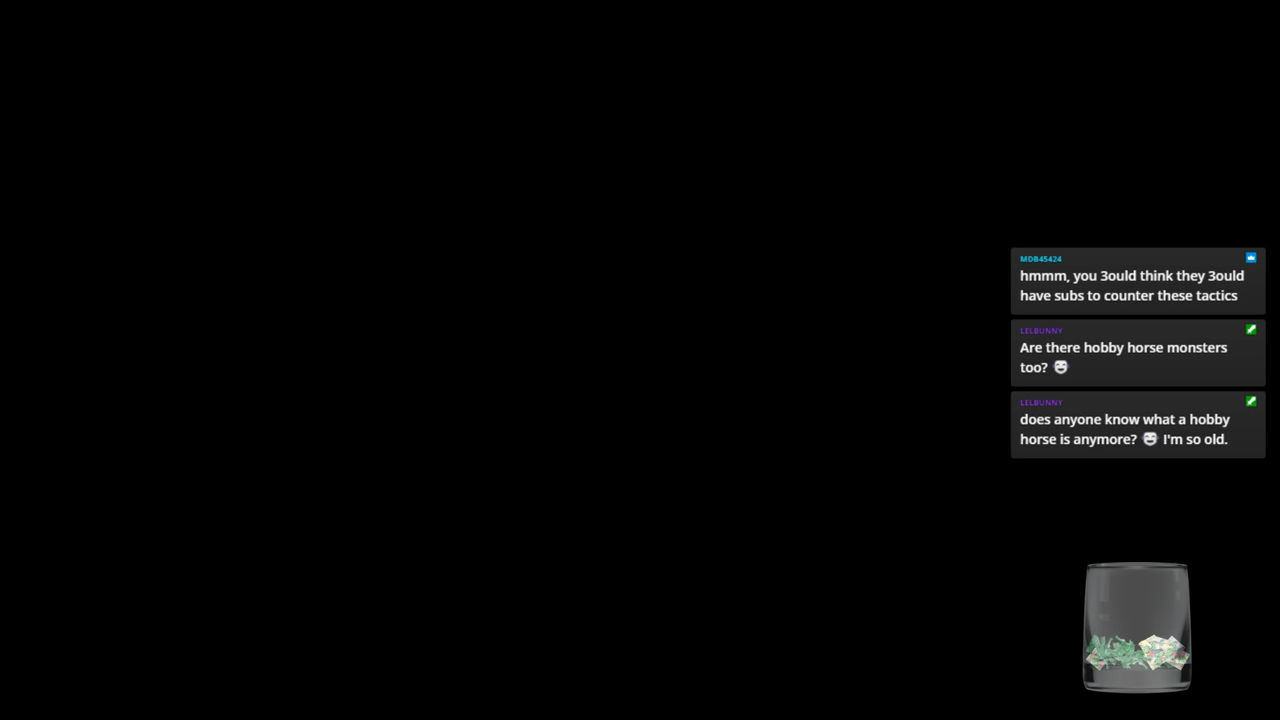 MDB45424
hmmm, you 3ould think they 3ould
have subs to counter these tactics
LELBUNNY
Are there hobby horse monsters
too?
LELBUNNY
does anyone know what a hobby
horse is anymore? I'm so old.